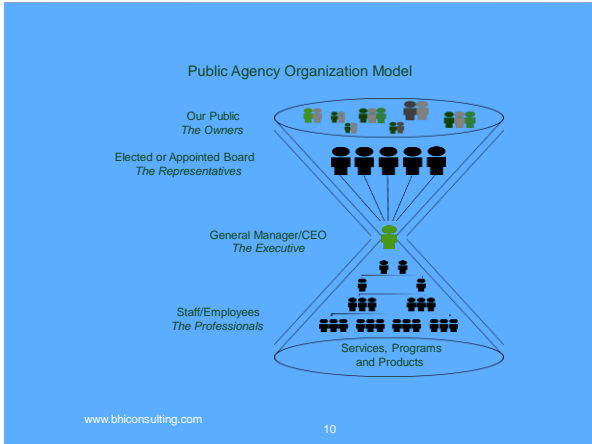 Public Agency Organization Model
Our Public
The Owners
Elected or Appointed Board
The Representatives
General Manager/CEO
The Executive
Staff/Employees
The Professionals
Services, Programs
and Products
www.bhiconsulting.com
10